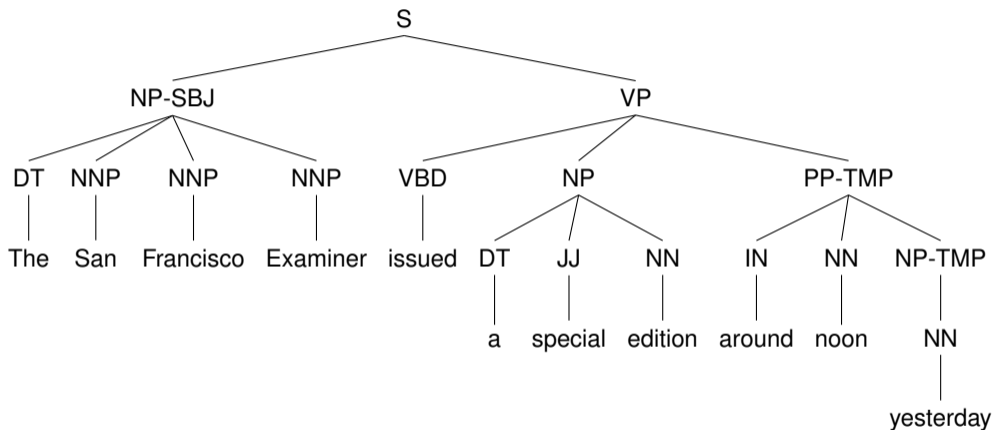 S
NP-SBJ VP
DT NNP NNP NNP VBD NP PP-TMP
The San Francisco Examiner issued DT JJ NN IN NN NP-TMP
a special edition around noon NN
yesterday